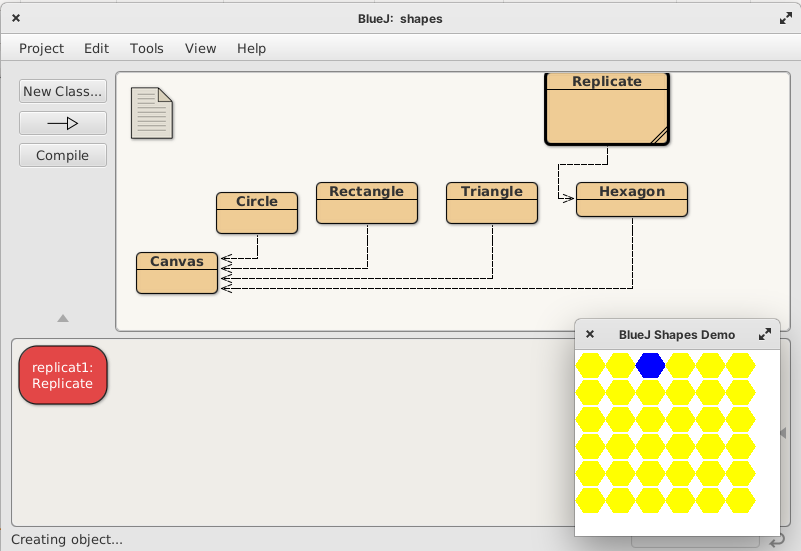 BlueJ: shapes
Project Edit Tools View Help
New Class...
Compile
Replicate
Circle
Rectangle
Triangle
Hexagon
Canvas
replicat1:
Replicate
BlueJ Shapes Demo
Creating object...